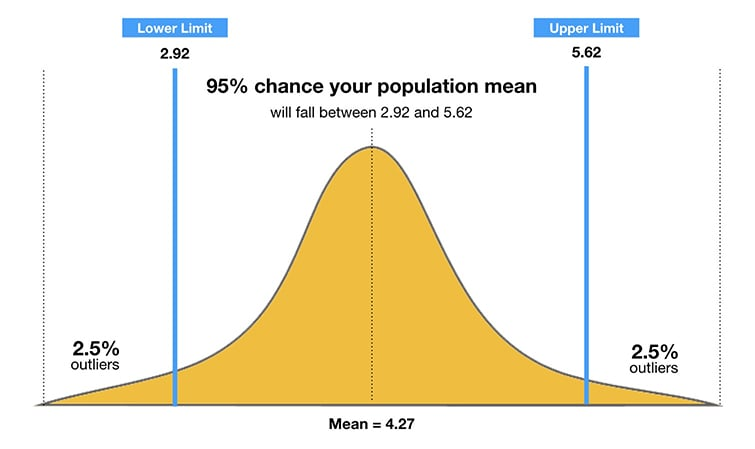 Lower Limit
2.92
Upper Limit
5.62
95% chance your population mean
will fall between 2.92 and 5.62
2.5%
outliers
2.5%
outliers
Mean = 4.27